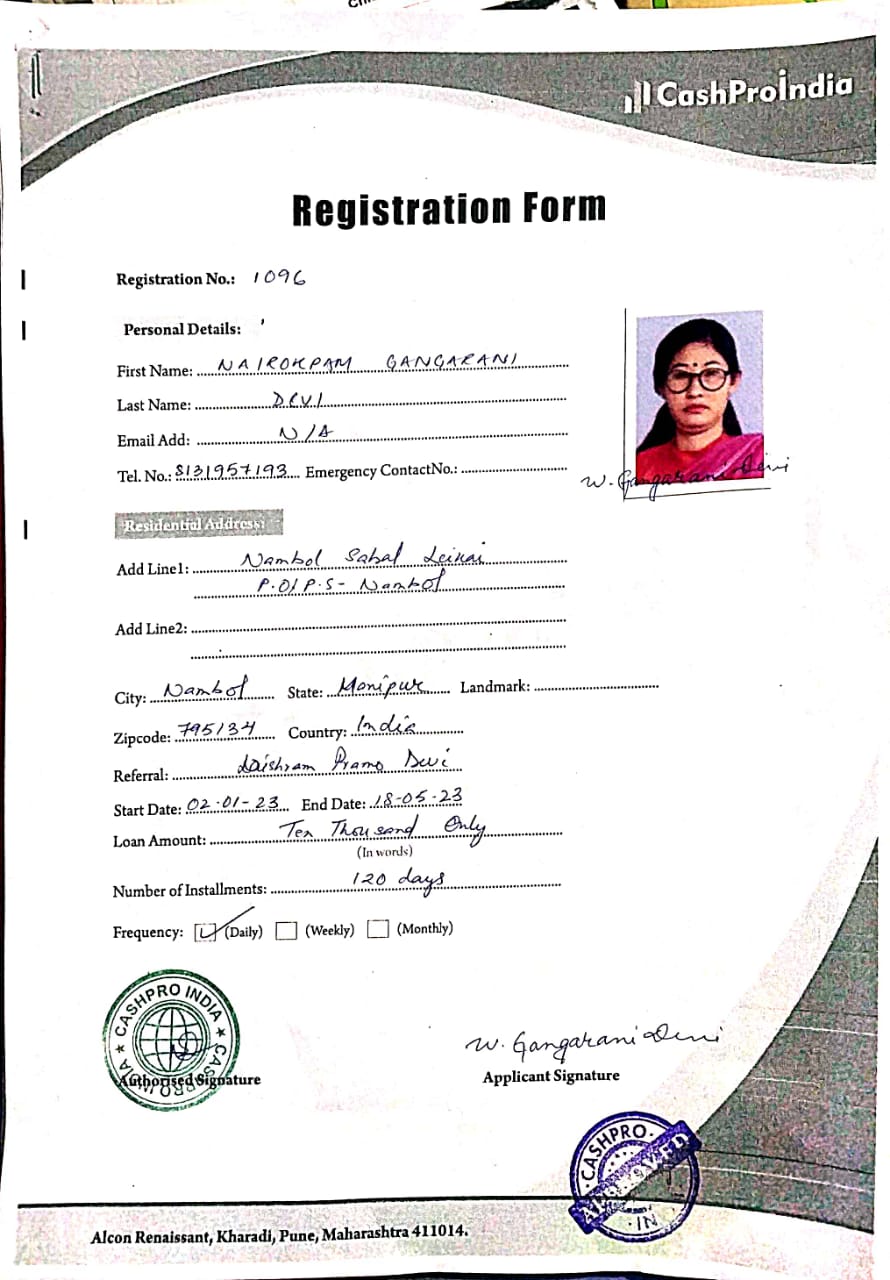 CashProIndia
Registration Form
Registration No.: 1096
Personal Details:
First Name: NAIROKPAM GANGARANI
Last Name: DEVI
Email Add: N/A
Tel. No.: 8131957193 Emergency ContactNo.:
W. Gangarani Devi
Residential Address:
Add Line1: Nambol Sabal Leikai
P.O/P.S- Nambol
Add Line2:
City: Nambol State: Manipur Landmark:
Zipcode: 795134 Country: India
Referral: Laishram Pramo Devi
Start Date: 02-01-23 End Date: 18-05-23
Loan Amount: Ten Thousand Only
(In words)
Number of Installments: 120 days
Frequency: (Daily) (Weekly) (Monthly)
CASHPRO INDIA ★ CASHPRO INDIA ★
Authorised Signature
W. Gangarani Devi
Applicant Signature
CASHPRO
IN
Alcon Renaissant, Kharadi, Pune, Maharashtra 411014.